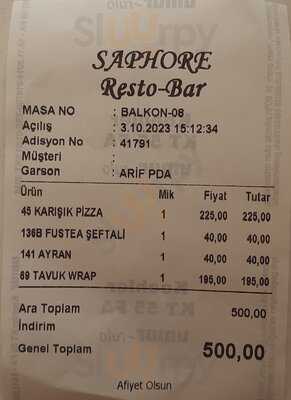 SAPHORE
Resto-Bar
MASA NO : BALKON-08
Açılış : 3.10.2023 15:12:34
Adisyon No : 41791
Müşteri :
Garson : ARİF PDA
Ürün Mik Fiyat Tutar
45 KARIŞIK PİZZA 1 225,00 225,00
136B FUSTEA ŞEFTALİ 1 40,00 40,00
141 AYRAN 1 40,00 40,00
69 TAVUK WRAP 1 195,00 195,00
Ara Toplam 500,00
İndirim
Genel Toplam 500,00
Afiyet Olsun